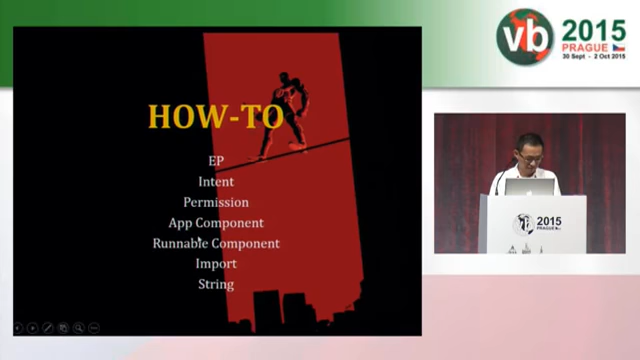 HOW-TO
EP
Intent
Permission
App Component
Runnable Component
Import
String
vb
2015
PRAGUE
30 Sept - 2 Oct 2015
vb
2015